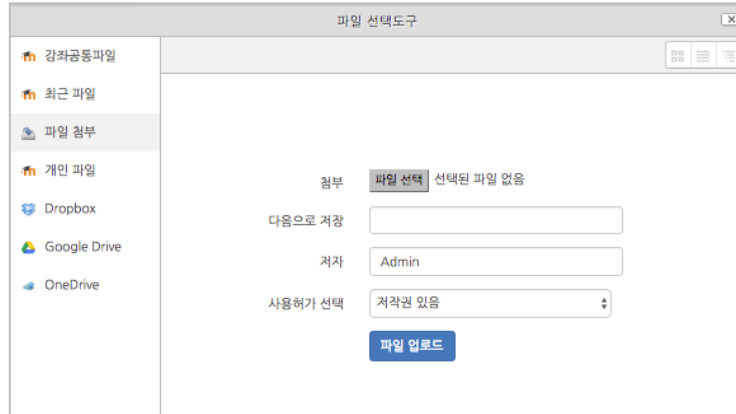 파일 선택도구
강좌공통파일
최근 파일
파일 첨부
개인 파일
Dropbox
Google Drive
OneDrive
첨부 파일 선택 선택된 파일 없음
다음으로 저장
저자 Admin
사용허가 선택 저작권 있음
파일 업로드